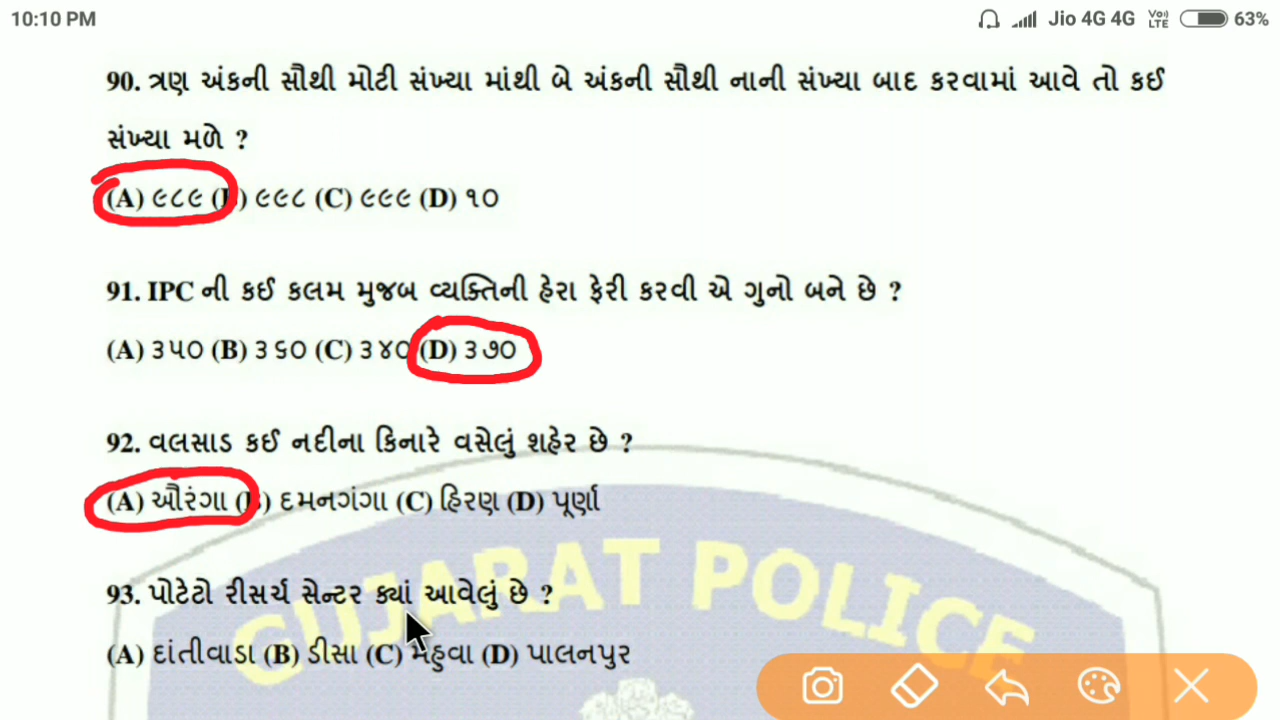 10:10 PM Jio 4G 4G Vo)) LTE 63%
90. ત્રણ અંકની સૌથી મોટી સંખ્યા માંથી બે અંકની સૌથી નાની સંખ્યા બાદ કરવામાં આવે તો કઈ
સંખ્યા મળે ?
(A) ૯૮૯ (B) ૯૯૮ (C) ૯૯૯ (D) ૧૦
91. IPC ની કઈ કલમ મુજબ વ્યક્તિની હેરા ફેરી કરવી એ ગુનો બને છે ?
(A) ૩૫૦ (B) ૩૬૦ (C) ૩૪૦ (D) ૩૭૦
92. વલસાડ કઈ નદીના કિનારે વસેલું શહેર છે ?
(A) ઔરંગા (B) દમનગંગા (C) હિરણ (D) પૂર્ણા
93. પોટેટો રીસર્ચ સેન્ટર ક્યાં આવેલું છે ?
(A) દાંતીવાડા (B) ડીસા (C) મહુવા (D) પાલનપુર
GUJARAT POLICE